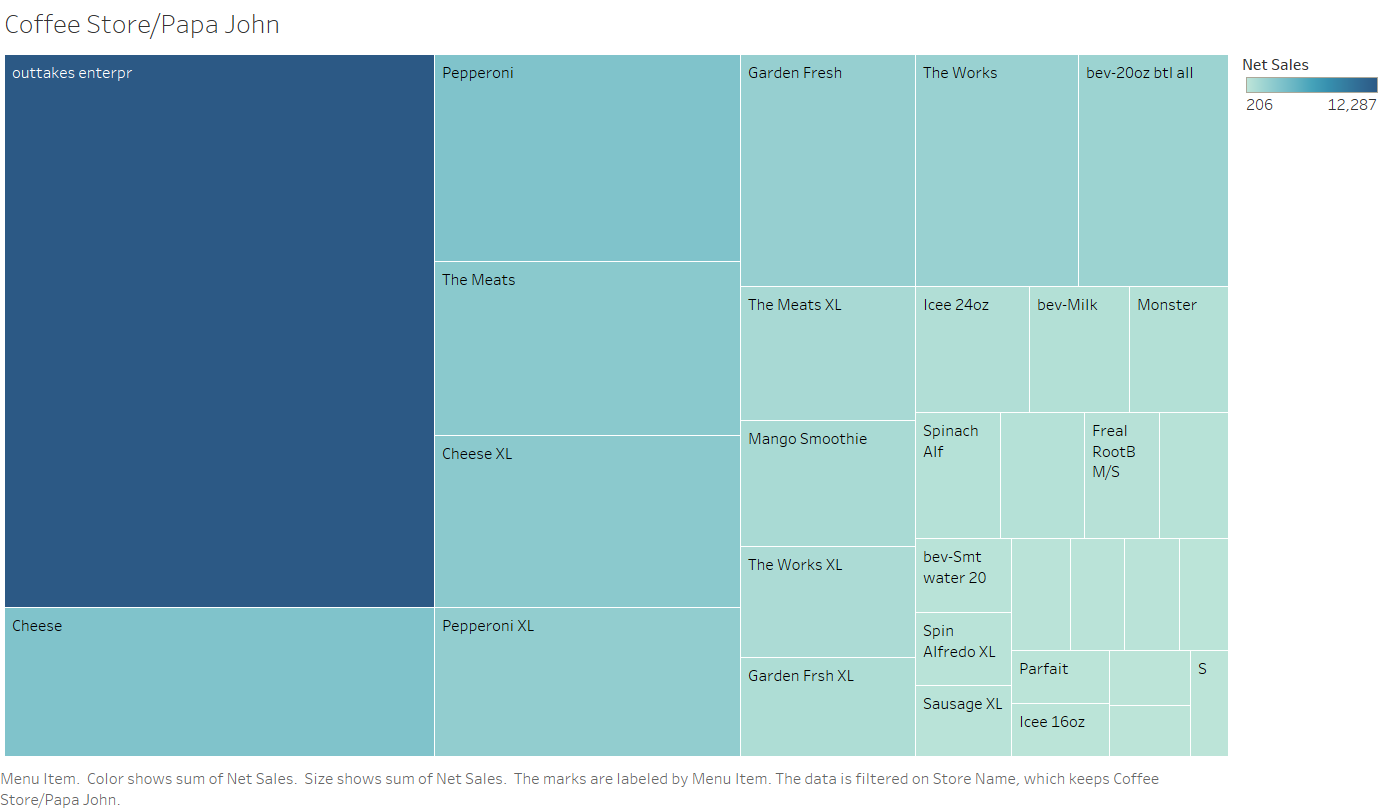 Coffee Store/Papa John
outtakes enterpr
Pepperoni
Garden Fresh
The Works
bev-20oz btl all
Net Sales
206
12,287
The Meats
The Meats XL
Icee 24oz
bev-Milk
Monster
Cheese XL
Mango Smoothie
Spinach
Alf
Freal
RootB
M/S
The Works XL
bev-Smt
water 20
Cheese
Pepperoni XL
Garden Frsh XL
Spin
Alfredo XL
Parfait
S
Sausage XL
Icee 16oz
Menu Item.  Color shows sum of Net Sales.  Size shows sum of Net Sales.  The marks are labeled by Menu Item. The data is filtered on Store Name, which keeps Coffee
Store/Papa John.